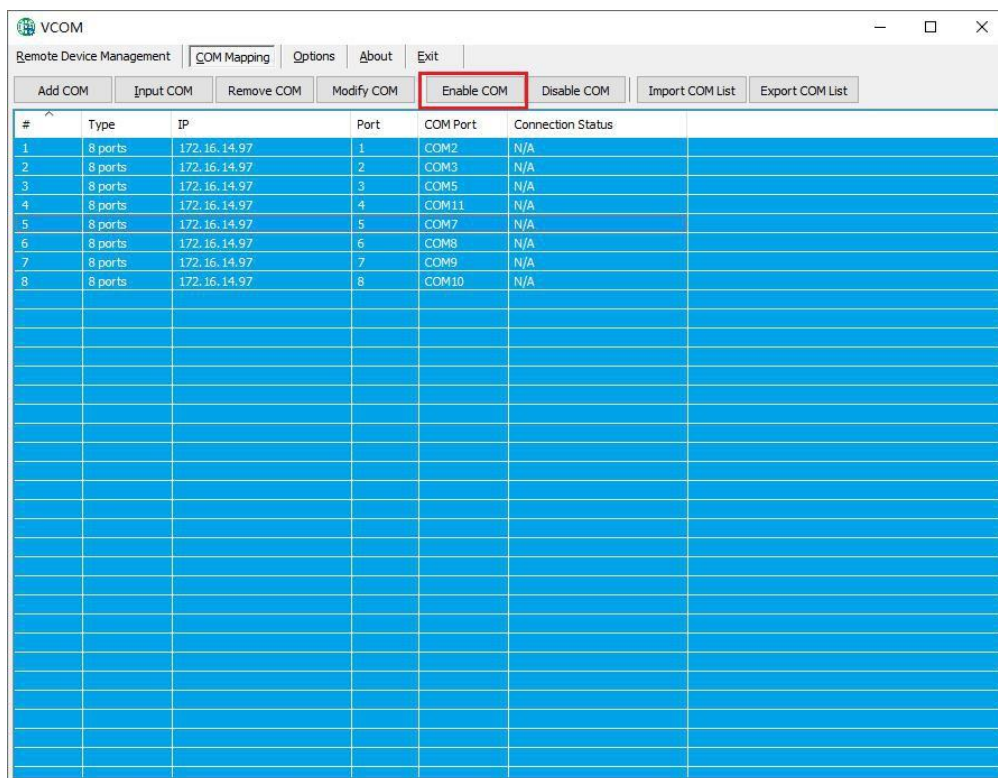 VCOM
Remote Device Management COM Mapping Options About Exit
Add COM Input COM Remove COM Modify COM Enable COM Disable COM Import COM List Export COM List
# Type IP Port COM Port Connection Status
1 8 ports 172.16.14.97 1 COM2 N/A
2 8 ports 172.16.14.97 2 COM3 N/A
3 8 ports 172.16.14.97 3 COM5 N/A
4 8 ports 172.16.14.97 4 COM11 N/A
5 8 ports 172.16.14.97 5 COM7 N/A
6 8 ports 172.16.14.97 6 COM8 N/A
7 8 ports 172.16.14.97 7 COM9 N/A
8 8 ports 172.16.14.97 8 COM10 N/A